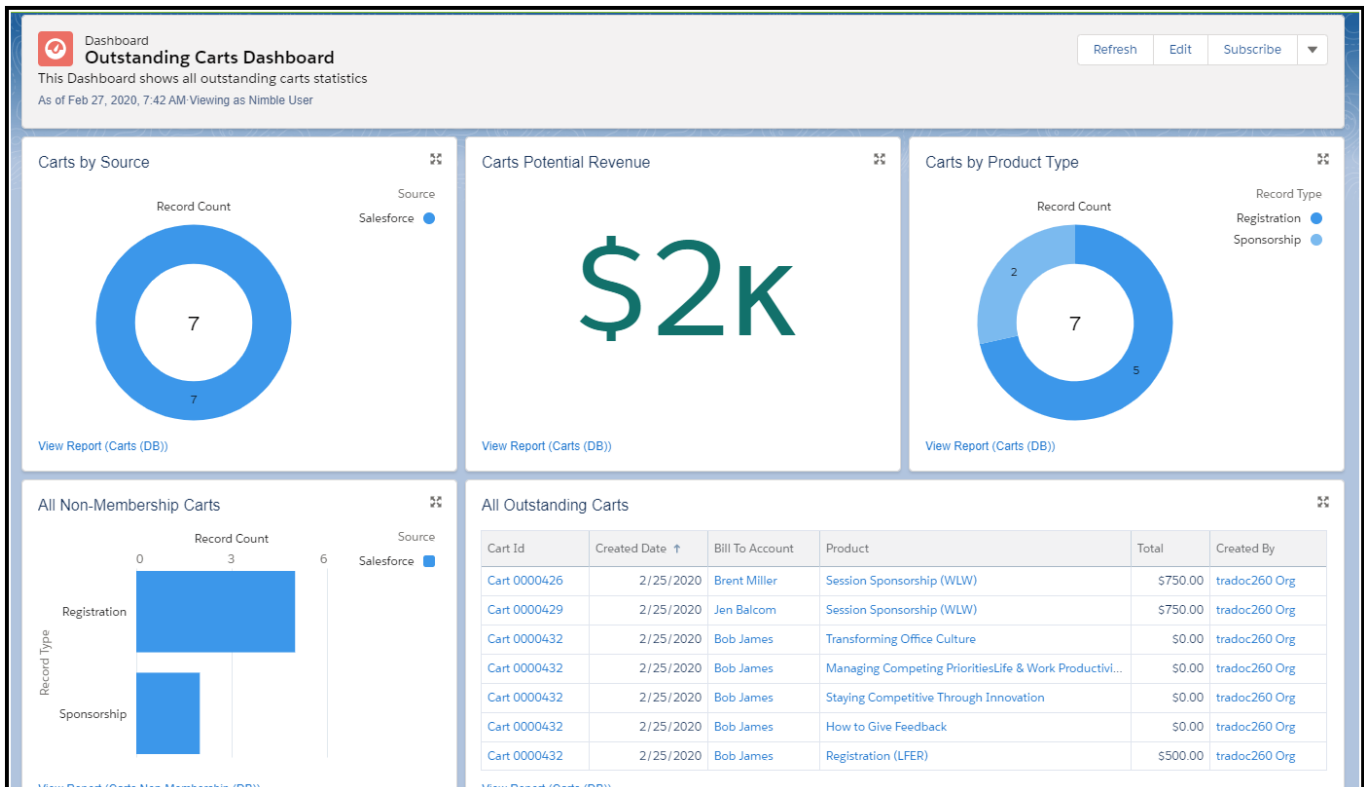 Dashboard
Outstanding Carts Dashboard
This Dashboard shows all outstanding carts statistics
As of Feb 27, 2020, 7:42 AM·Viewing as Nimble User
Refresh Edit Subscribe
Carts by Source
Record Count
Source
Salesforce
7
7
View Report (Carts (DB))
Carts Potential Revenue
$2K
View Report (Carts (DB))
Carts by Product Type
Record Count
Record Type
Registration
Sponsorship
2
7
5
View Report (Carts (DB))
All Non-Membership Carts
Record Count
Source
Salesforce
0 3 6
Record Type
Registration
Sponsorship
View Report (Carts Non-Membership (DB))
All Outstanding Carts
Cart Id Created Date ↑ Bill To Account Product Total Created By
Cart 0000426 2/25/2020 Brent Miller Session Sponsorship (WLW) $750.00 tradoc260 Org
Cart 0000429 2/25/2020 Jen Balcom Session Sponsorship (WLW) $750.00 tradoc260 Org
Cart 0000432 2/25/2020 Bob James Transforming Office Culture $0.00 tradoc260 Org
Cart 0000432 2/25/2020 Bob James Managing Competing PrioritiesLife & Work Productivi... $0.00 tradoc260 Org
Cart 0000432 2/25/2020 Bob James Staying Competitive Through Innovation $0.00 tradoc260 Org
Cart 0000432 2/25/2020 Bob James How to Give Feedback $0.00 tradoc260 Org
Cart 0000432 2/25/2020 Bob James Registration (LFER) $500.00 tradoc260 Org
View Report (Carts (DB))